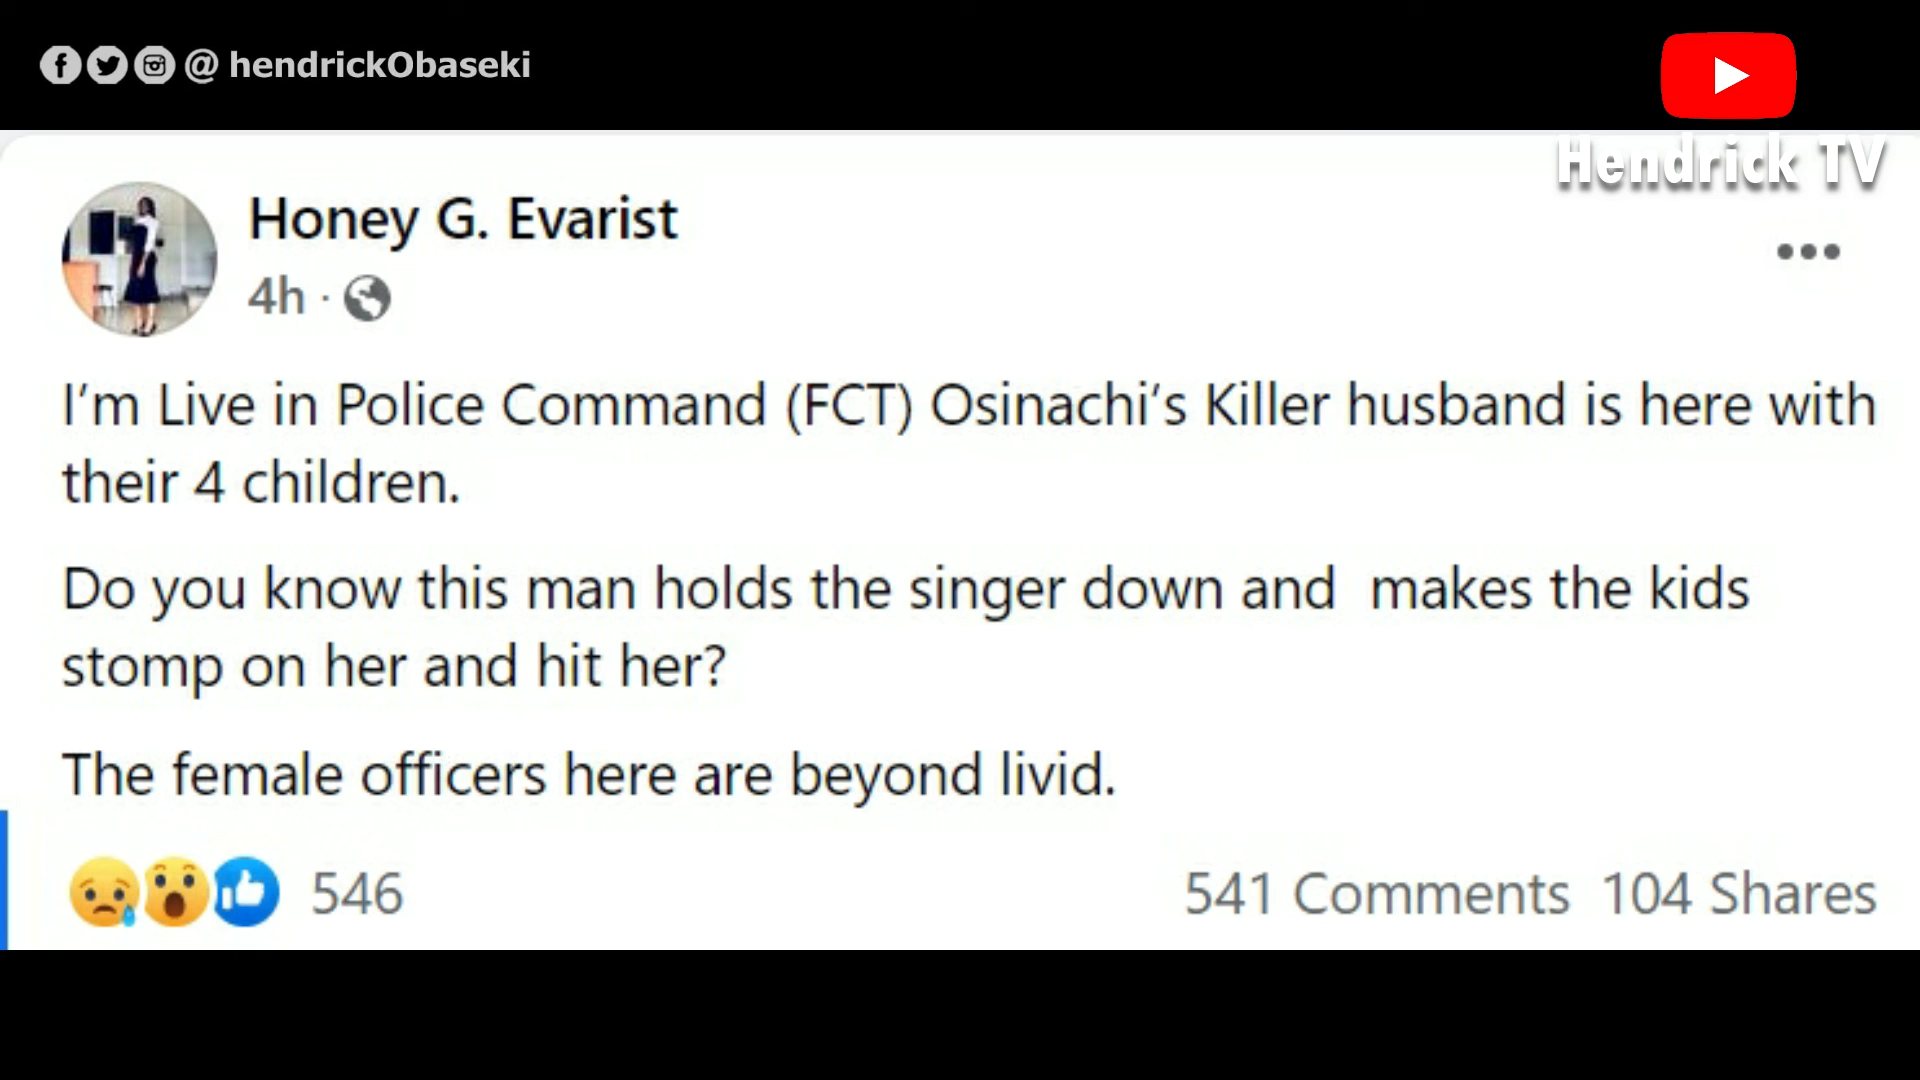 @ hendrickObaseki
Hendrick TV
Honey G. Evarist
4h ·
I'm Live in Police Command (FCT) Osinachi's Killer husband is here with
their 4 children.
Do you know this man holds the singer down and makes the kids
stomp on her and hit her?
The female officers here are beyond livid.
546
541 Comments 104 Shares